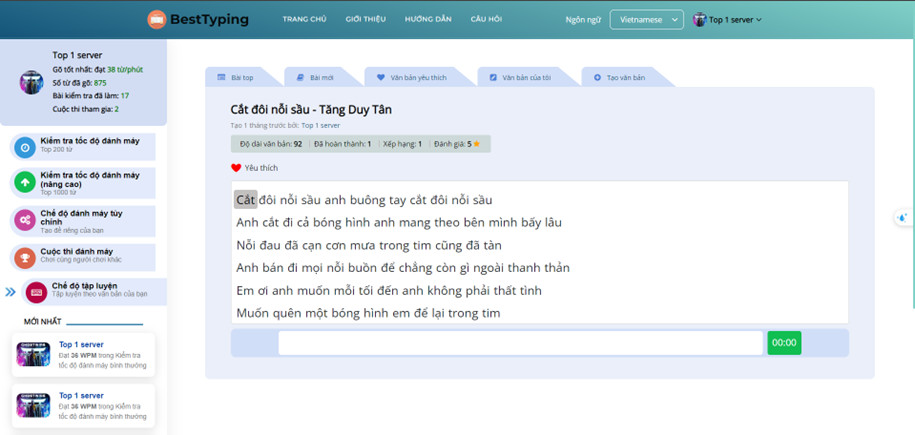 BestTyping
TRANG CHỦ GIỚI THIỆU HƯỚNG DẪN CÂU HỎI
Ngôn ngữ Vietnamese Top 1 server
Top 1 server
Gõ tốt nhất: đạt 38 từ/phút
Số từ đã gõ: 875
Bài kiểm tra đã làm: 17
Cuộc thi tham gia: 2
Kiểm tra tốc độ đánh máy
Top 200 từ
Kiểm tra tốc độ đánh máy
(nâng cao)
Top 1000 từ
Chế độ đánh máy tùy
chỉnh
Tạo đề riêng của bạn
Cuộc thi đánh máy
Chơi cùng người chơi khác
Chế độ tập luyện
Tập luyện theo văn bản của bạn
MỚI NHẤT
Top 1 server
Đạt 36 WPM trong Kiểm tra
tốc độ đánh máy bình thường
Top 1 server
Đạt 36 WPM trong Kiểm tra
tốc độ đánh máy bình thường
Bài top Bài mới Văn bản yêu thích Văn bản của tôi Tạo văn bản
Cắt đôi nỗi sầu - Tăng Duy Tân
Tạo 1 tháng trước bởi: Top 1 server
Độ dài văn bản: 92 Đã hoàn thành: 1 Xếp hạng: 1 Đánh giá: 5
Yêu thích
Cắt đôi nỗi sầu anh buông tay cắt đôi nỗi sầu
Anh cắt đi cả bóng hình anh mang theo bên mình bấy lâu
Nỗi đau đã cạn cơn mưa trong tim cũng đã tàn
Anh bán đi mọi nỗi buồn để chẳng còn gì ngoài thanh thản
Em ơi anh muốn mỗi tối đến anh không phải thất tình
Muốn quên một bóng hình em để lại trong tim
00:00